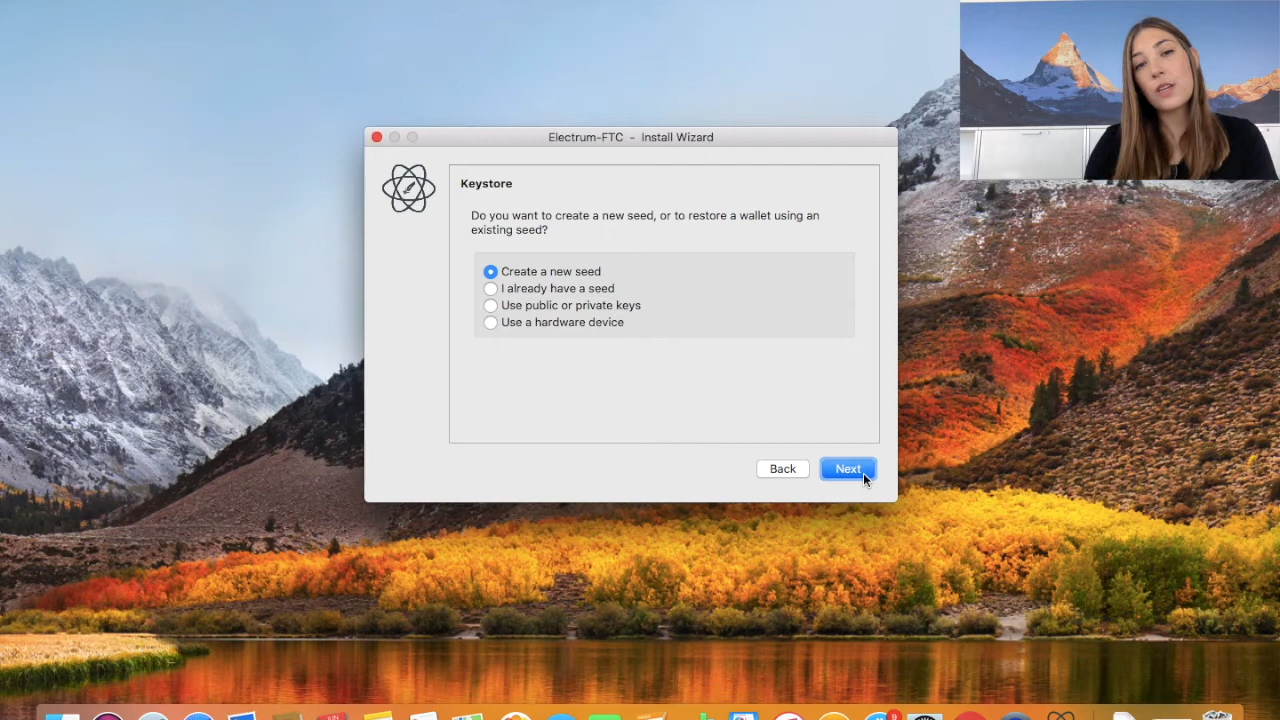 Electrum-FTC - Install Wizard
Keystore
Do you want to create a new seed, or to restore a wallet using an
existing seed?
Create a new seed
I already have a seed
Use public or private keys
Use a hardware device
Back
Next